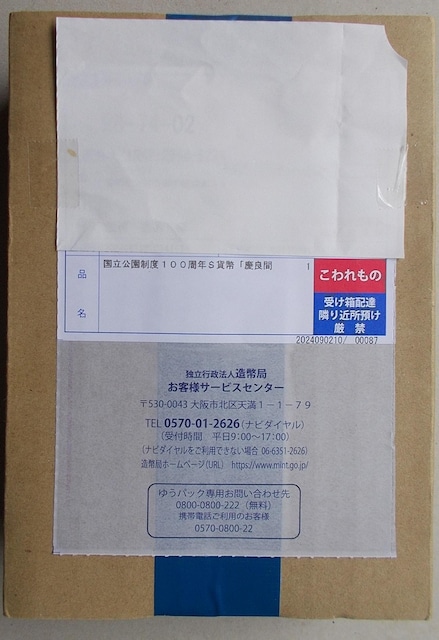 品名
国立公園制度100周年S貨幣「慶良間 1
こわれもの
受け箱配達
隣り近所預け
厳禁
2024090210/ 00087
独立行政法人造幣局
お客様サービスセンター
〒530-0043 大阪市北区天満1-1-79
TEL 0570-01-2626(ナビダイヤル)
(受付時間 平日9:00~17:00)
(ナビダイヤルをご利用できない場合 06-6351-2626)
造幣局ホームページ(URL) https://www.mint.go.jp/
ゆうパック専用お問い合わせ先
0800-0800-222(無料)
携帯電話ご利用のお客様
0570-0800-22